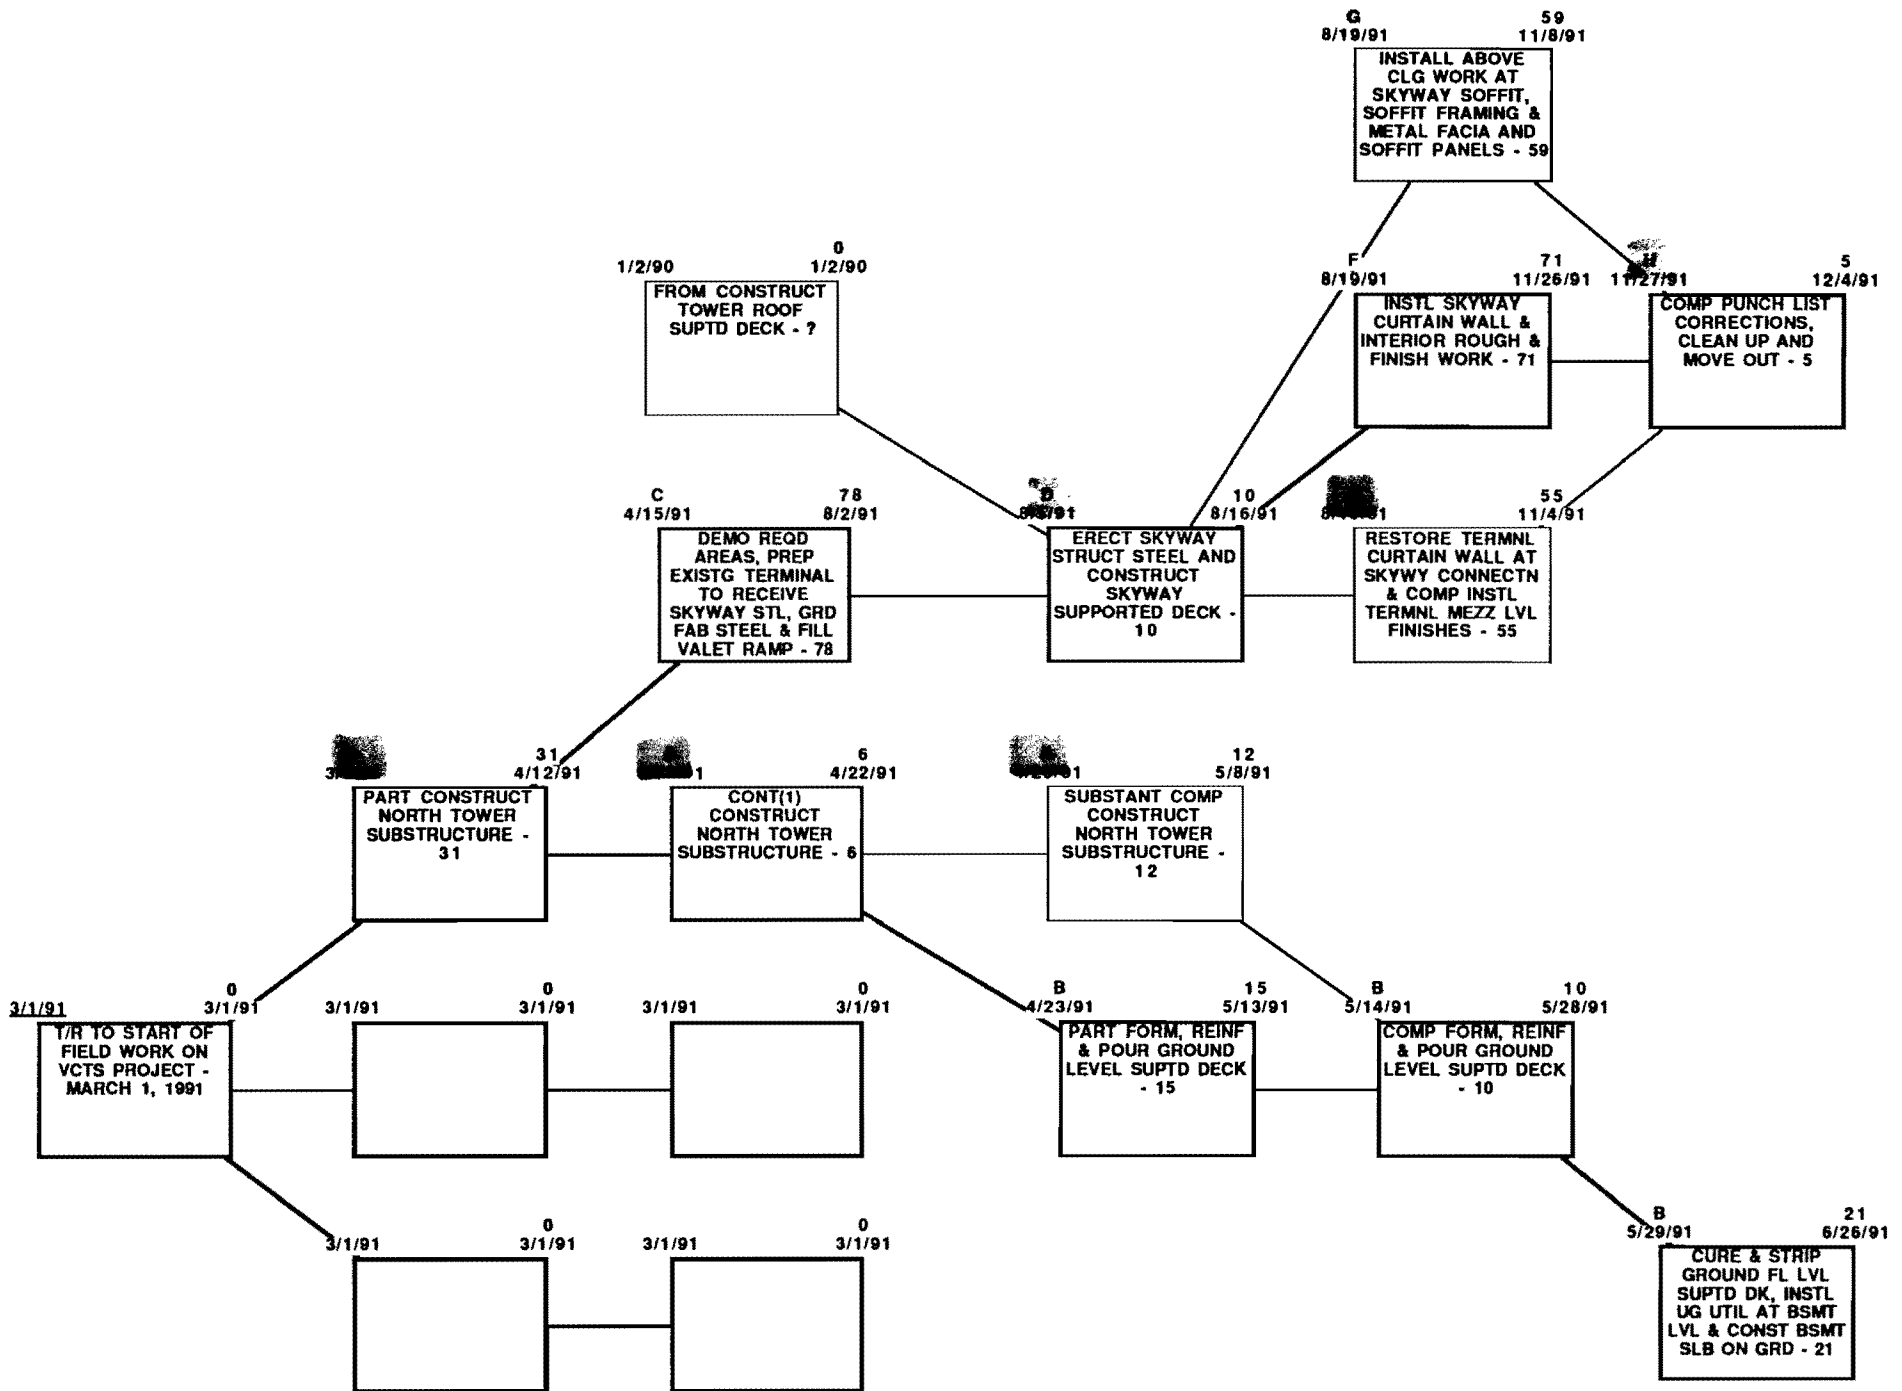 G 59
8/19/91 11/8/91
INSTALL ABOVE
CLG WORK AT
SKYWAY SOFFIT,
SOFFIT FRAMING &
METAL FACIA AND
SOFFIT PANELS - 59
0
1/2/90 1/2/90
FROM CONSTRUCT
TOWER ROOF
SUPTD DECK - ?
F 71
8/19/91 11/26/91
INSTL SKYWAY
CURTAIN WALL &
INTERIOR ROUGH &
FINISH WORK - 71
H 5
11/27/91 12/4/91
COMP PUNCH LIST
CORRECTIONS,
CLEAN UP AND
MOVE OUT - 5
C 78
4/15/91 8/2/91
DEMO REQD
AREAS, PREP
EXISTG TERMINAL
TO RECEIVE
SKYWAY STL, GRD
FAB STEEL & FILL
VALET RAMP - 78
D 10
8/5/91 8/16/91
ERECT SKYWAY
STRUCT STEEL AND
CONSTRUCT
SKYWAY
SUPPORTED DECK -
10
55
11/4/91
RESTORE TERMNL
CURTAIN WALL AT
SKYWY CONNECTN
& COMP INSTL
TERMNL MEZZ LVL
FINISHES - 55
31
4/12/91
PART CONSTRUCT
NORTH TOWER
SUBSTRUCTURE -
31
6
4/22/91
CONT(1)
CONSTRUCT
NORTH TOWER
SUBSTRUCTURE - 6
12
5/8/91
SUBSTANT COMP
CONSTRUCT
NORTH TOWER
SUBSTRUCTURE -
12
0
3/1/91 3/1/91
T/R TO START OF
FIELD WORK ON
VCTS PROJECT -
MARCH 1, 1991
0
3/1/91 3/1/91
0
3/1/91 3/1/91
B 15
4/23/91 5/13/91
PART FORM, REINF
& POUR GROUND
LEVEL SUPTD DECK
- 15
B 10
5/14/91 5/28/91
COMP FORM, REINF
& POUR GROUND
LEVEL SUPTD DECK
- 10
0
3/1/91 3/1/91
0
3/1/91 3/1/91
B 21
5/29/91 6/26/91
CURE & STRIP
GROUND FL LVL
SUPTD DK, INSTL
UG UTIL AT BSMT
LVL & CONST BSMT
SLB ON GRD - 21